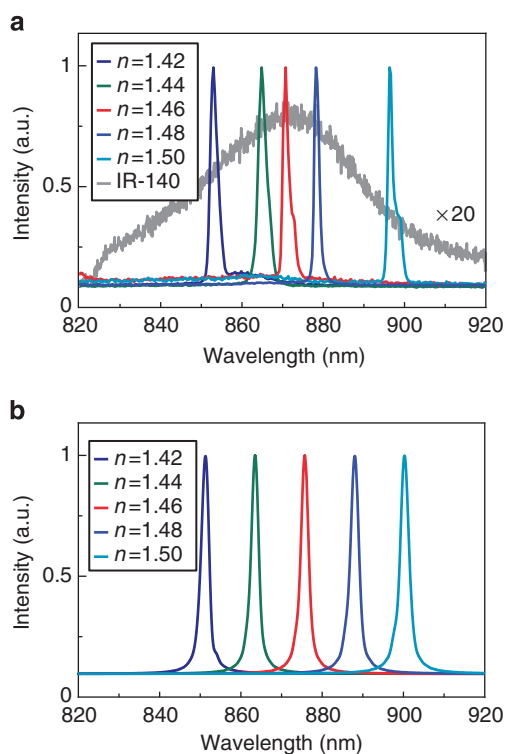 a
n=1.42
n=1.44
n=1.46
n=1.48
n=1.50
IR-140
×20
1
0.5
0
Intensity (a.u.)
820 840 860 880 900 920
Wavelength (nm)
b
n=1.42
n=1.44
n=1.46
n=1.48
n=1.50
1
0.5
0
Intensity (a.u.)
820 840 860 880 900 920
Wavelength (nm)